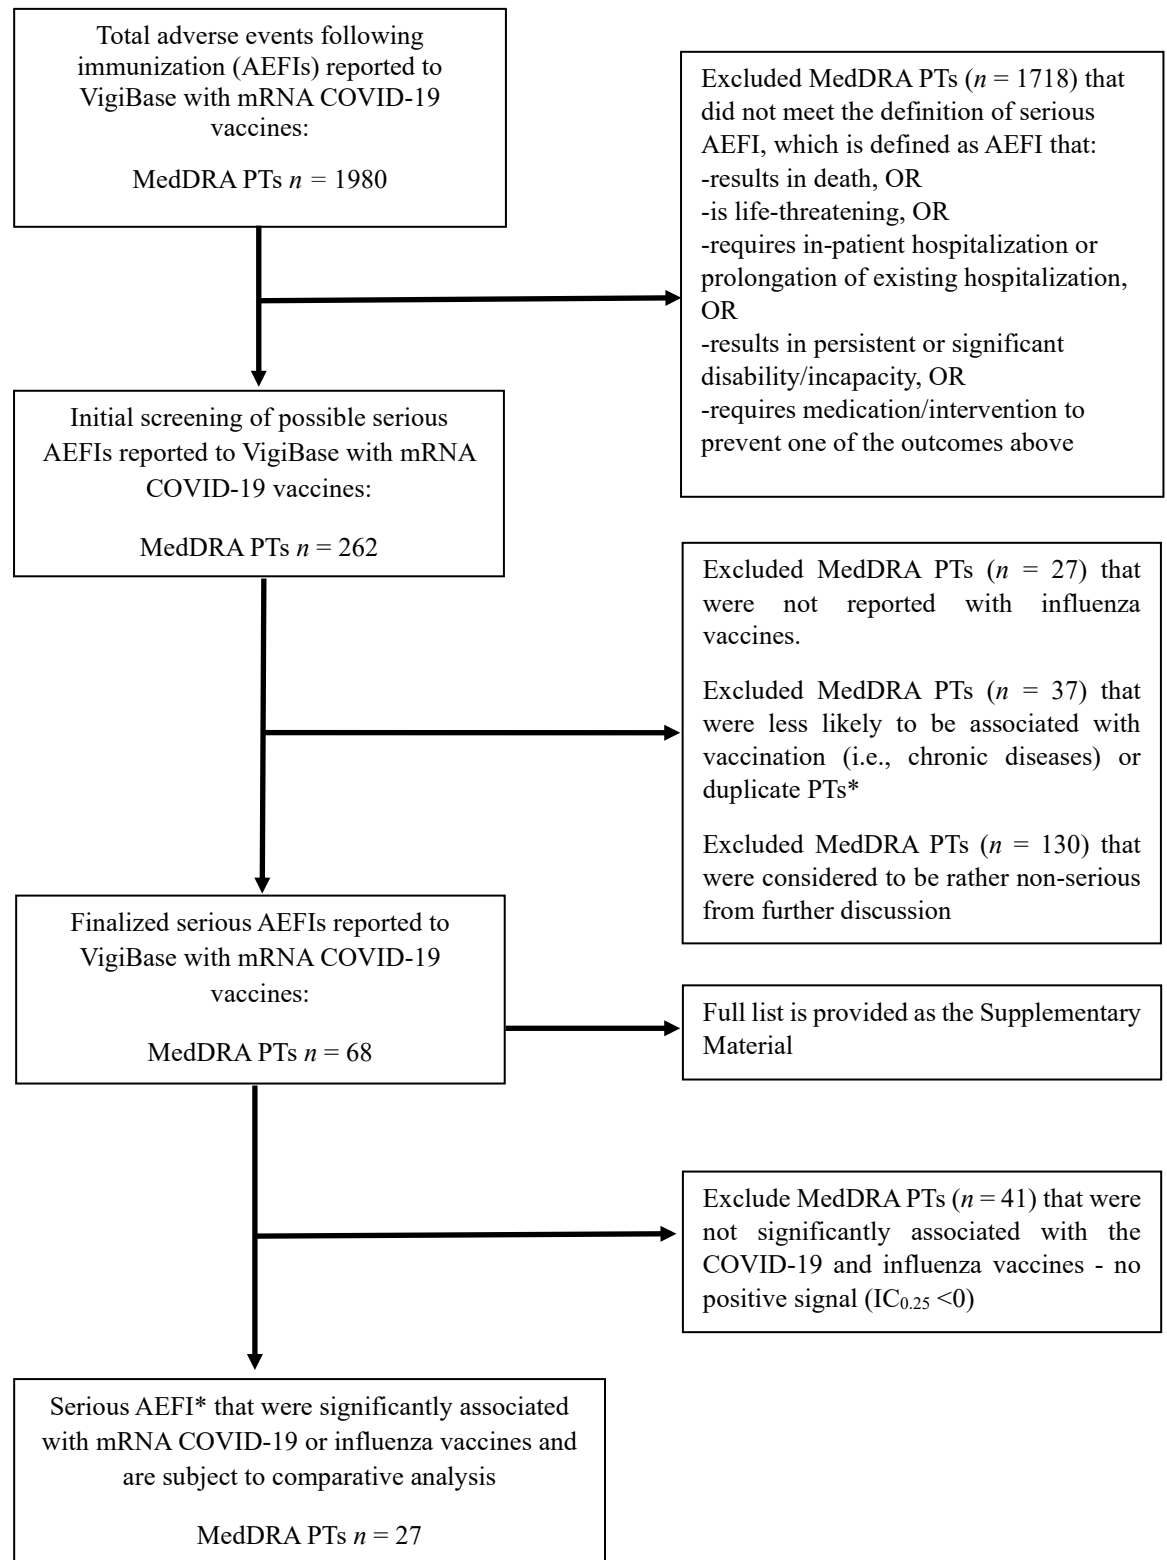 Total adverse events following
immunization (AEFIs) reported to
VigiBase with mRNA COVID-19
vaccines:
MedDRA PTs n = 1980
Excluded MedDRA PTs (n = 1718) that
did not meet the definition of serious
AEFI, which is defined as AEFI that:
-results in death, OR
-is life-threatening, OR
-requires in-patient hospitalization or
prolongation of existing hospitalization,
OR
-results in persistent or significant
disability/incapacity, OR
-requires medication/intervention to
prevent one of the outcomes above
Initial screening of possible serious
AEFIs reported to VigiBase with mRNA
COVID-19 vaccines:
MedDRA PTs n = 262
Excluded MedDRA PTs (n = 27) that
were not reported with influenza
vaccines.
Excluded MedDRA PTs (n = 37) that
were less likely to be associated with
vaccination (i.e., chronic diseases) or
duplicate PTs*
Excluded MedDRA PTs (n = 130) that
were considered to be rather non-serious
from further discussion
Finalized serious AEFIs reported to
VigiBase with mRNA COVID-19
vaccines:
MedDRA PTs n = 68
Full list is provided as the Supplementary
Material
Exclude MedDRA PTs (n = 41) that were
not significantly associated with the
COVID-19 and influenza vaccines - no
positive signal (IC0.25 <0)
Serious AEFI* that were significantly associated
with mRNA COVID-19 or influenza vaccines and
are subject to comparative analysis
MedDRA PTs n = 27